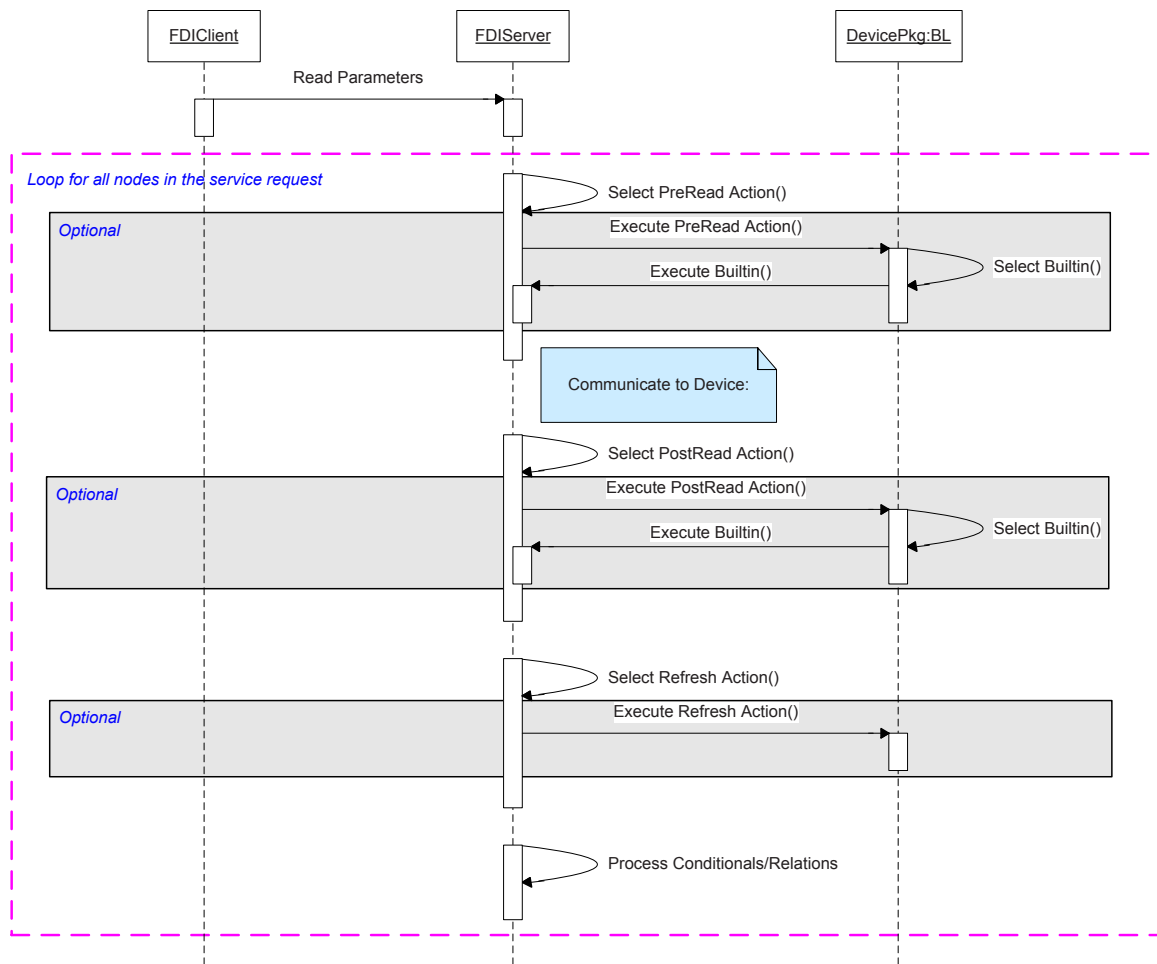 FDIClient
FDIServer
DevicePkg:BL
Read Parameters
Loop for all nodes in the service request
Select PreRead Action()
Optional
Execute PreRead Action()
Execute Builtin()
Select Builtin()
Communicate to Device:
Select PostRead Action()
Optional
Execute PostRead Action()
Execute Builtin()
Select Builtin()
Select Refresh Action()
Optional
Execute Refresh Action()
Process Conditionals/Relations